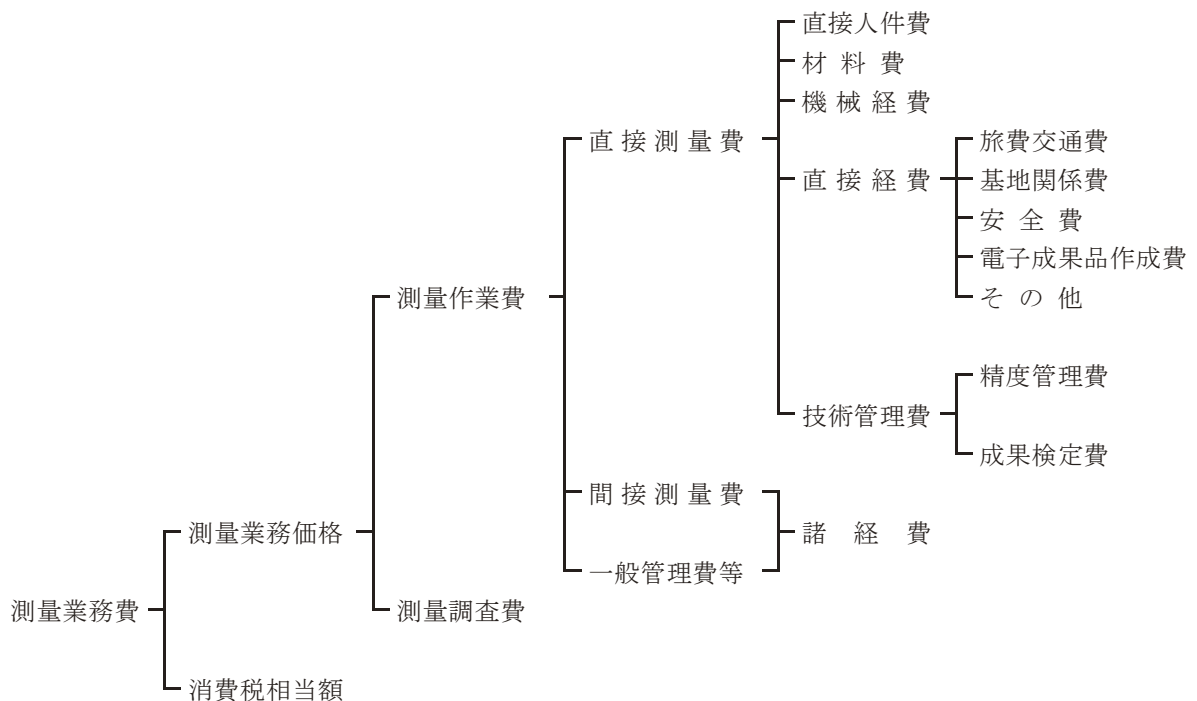 直接人件費
材料費
機械経費
直接測量費
旅費交通費
直接経費
基地関係費
安全費
電子成果品作成費
測量作業費
その他
精度管理費
技術管理費
成果検定費
間接測量費
測量業務価格
諸経費
一般管理費等
測量業務費
測量調査費
消費税相当額